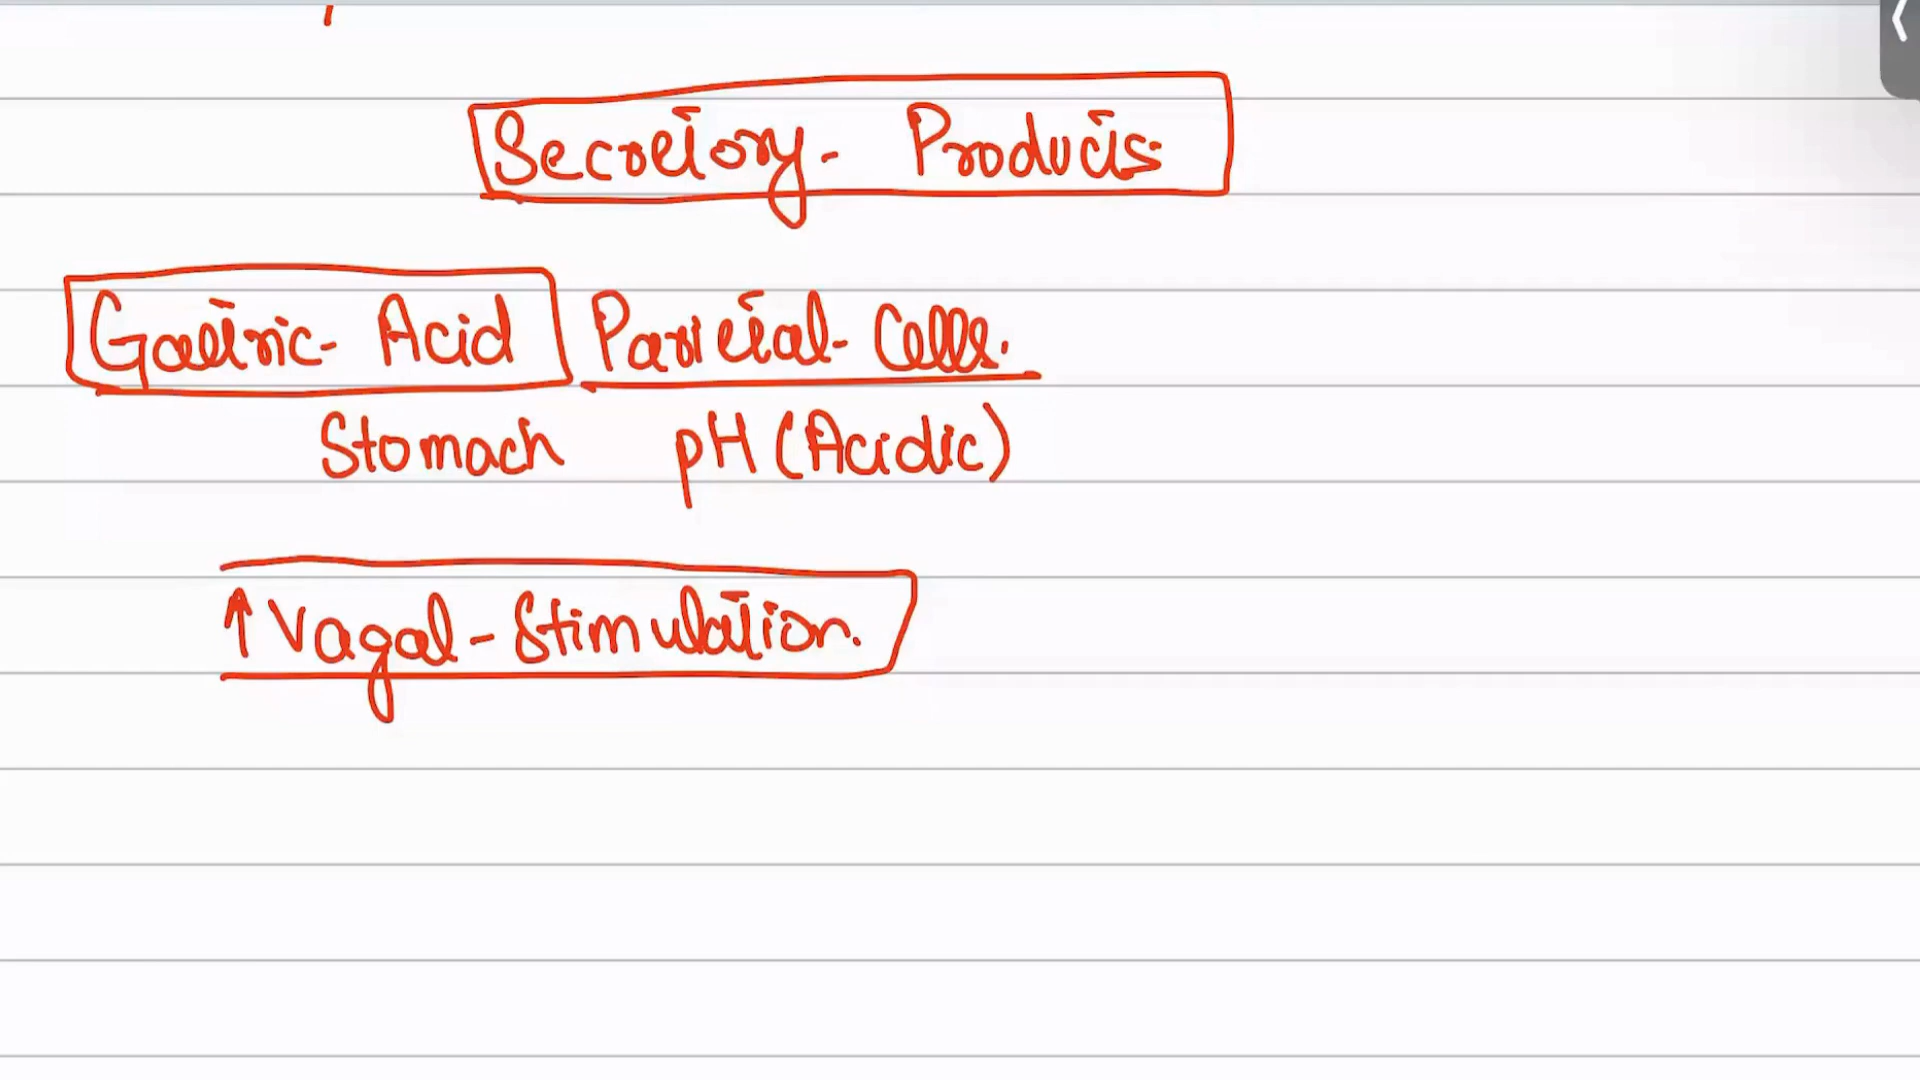 Secretory - Products.
Gastric - Acid Parietal - Cells.
Stomach pH (Acidic)
↑ Vagal - Stimulation.